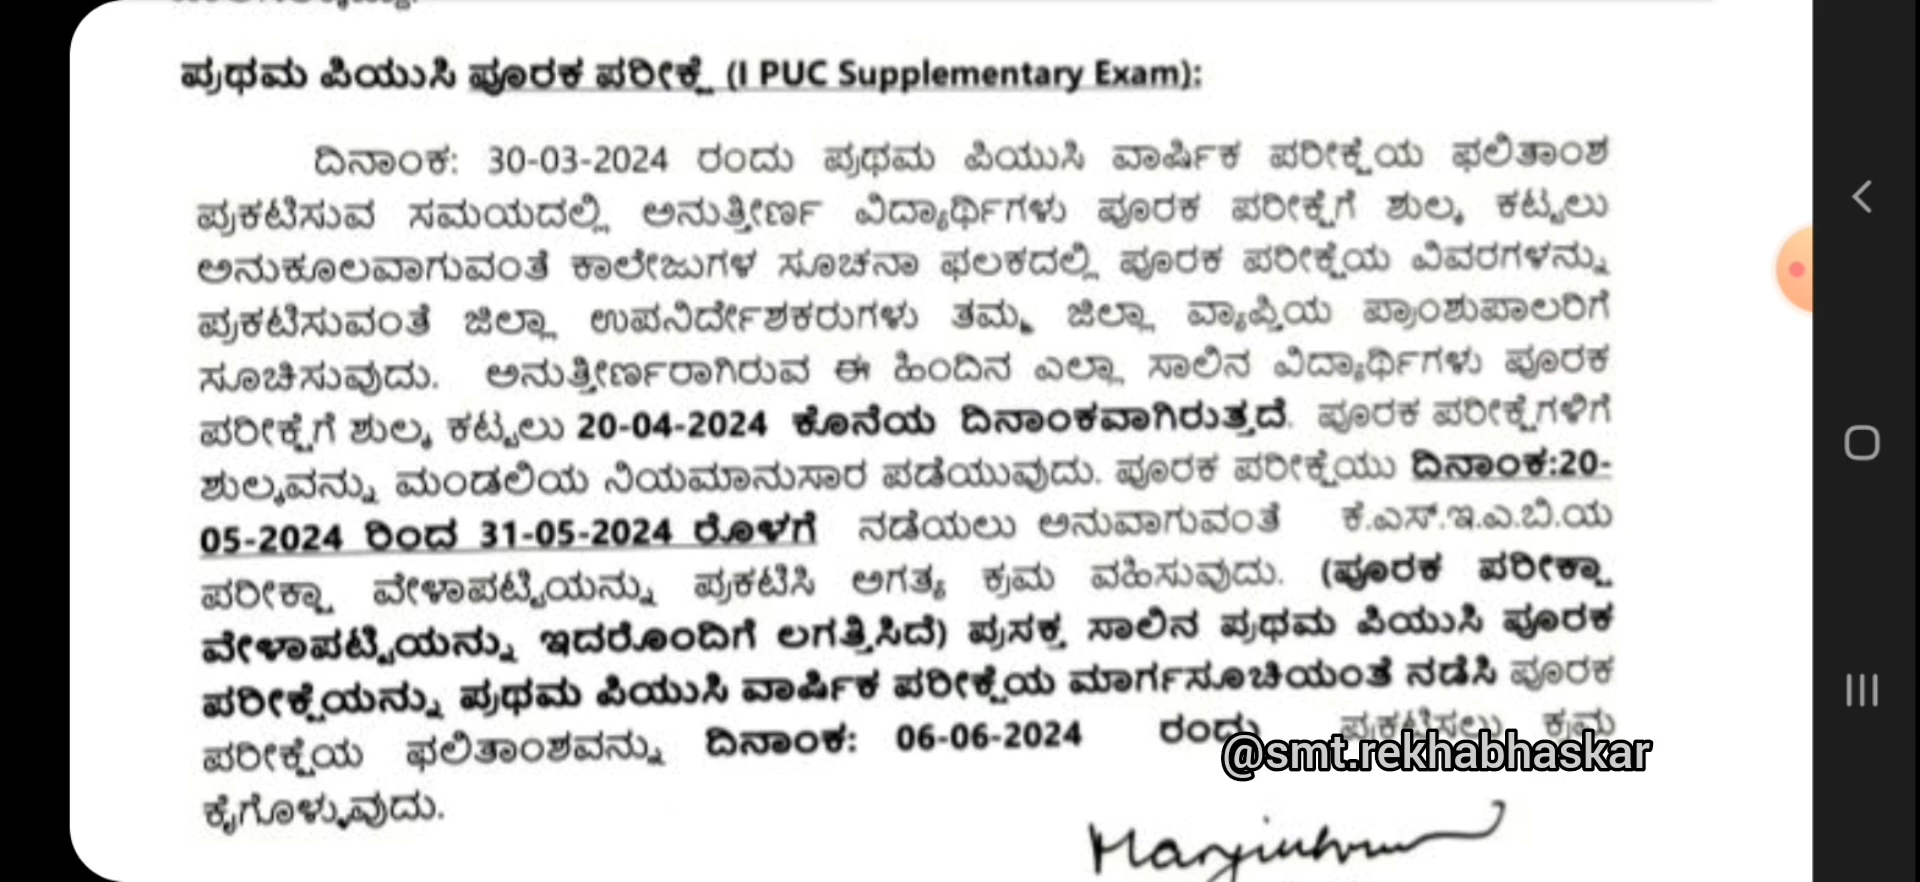 ಪ್ರಥಮ ಪಿಯುಸಿ ಪೂರಕ ಪರೀಕ್ಷೆ (I PUC Supplementary Exam):
ದಿನಾಂಕ: 30-03-2024 ರಂದು ಪ್ರಥಮ ಪಿಯುಸಿ ವಾರ್ಷಿಕ ಪರೀಕ್ಷೆಯ ಫಲಿತಾಂಶ
ಪ್ರಕಟಿಸುವ ಸಮಯದಲ್ಲಿ ಅನುತ್ತೀರ್ಣ ವಿದ್ಯಾರ್ಥಿಗಳು ಪೂರಕ ಪರೀಕ್ಷೆಗೆ ಶುಲ್ಕ ಕಟ್ಟಲು
ಅನುಕೂಲವಾಗುವಂತೆ ಕಾಲೇಜುಗಳ ಸೂಚನಾ ಫಲಕದಲ್ಲಿ ಪೂರಕ ಪರೀಕ್ಷೆಯ ವಿವರಗಳನ್ನು
ಪ್ರಕಟಿಸುವಂತೆ ಜಿಲ್ಲಾ ಉಪನಿರ್ದೇಶಕರುಗಳು ತಮ್ಮ ಜಿಲ್ಲಾ ವ್ಯಾಪ್ತಿಯ ಪ್ರಾಂಶುಪಾಲರಿಗೆ
ಸೂಚಿಸುವುದು. ಅನುತ್ತೀರ್ಣರಾಗಿರುವ ಈ ಹಿಂದಿನ ಎಲ್ಲಾ ಸಾಲಿನ ವಿದ್ಯಾರ್ಥಿಗಳು ಪೂರಕ
ಪರೀಕ್ಷೆಗೆ ಶುಲ್ಕ ಕಟ್ಟಲು 20-04-2024 ಕೊನೆಯ ದಿನಾಂಕವಾಗಿರುತ್ತದೆ. ಪೂರಕ ಪರೀಕ್ಷೆಗಳಿಗೆ
ಶುಲ್ಕವನ್ನು ಮಂಡಲಿಯ ನಿಯಮಾನುಸಾರ ಪಡೆಯುವುದು. ಪೂರಕ ಪರೀಕ್ಷೆಯು ದಿನಾಂಕ:20-
05-2024 ರಿಂದ 31-05-2024 ರೊಳಗೆ ನಡೆಯಲು ಅನುವಾಗುವಂತೆ ಕೆ.ಎಸ್.ಇ.ಎ.ಬಿ.ಯ
ಪರೀಕ್ಷಾ ವೇಳಾಪಟ್ಟಿಯನ್ನು ಪ್ರಕಟಿಸಿ ಅಗತ್ಯ ಕ್ರಮ ವಹಿಸುವುದು. (ಪೂರಕ ಪರೀಕ್ಷಾ
ವೇಳಾಪಟ್ಟಿಯನ್ನು ಇದರೊಂದಿಗೆ ಲಗತ್ತಿಸಿದೆ) ಪ್ರಸಕ್ತ ಸಾಲಿನ ಪ್ರಥಮ ಪಿಯುಸಿ ಪೂರಕ
ಪರೀಕ್ಷೆಯನ್ನು ಪ್ರಥಮ ಪಿಯುಸಿ ವಾರ್ಷಿಕ ಪರೀಕ್ಷೆಯ ಮಾರ್ಗಸೂಚಿಯಂತೆ ನಡೆಸಿ ಪೂರಕ
ಪರೀಕ್ಷೆಯ ಫಲಿತಾಂಶವನ್ನು ದಿನಾಂಕ: 06-06-2024 ರಂದು ಪ್ರಕಟಿಸಲು ಕ್ರಮ
@smt.rekhabhaskar
ಕೈಗೊಳ್ಳುವುದು.